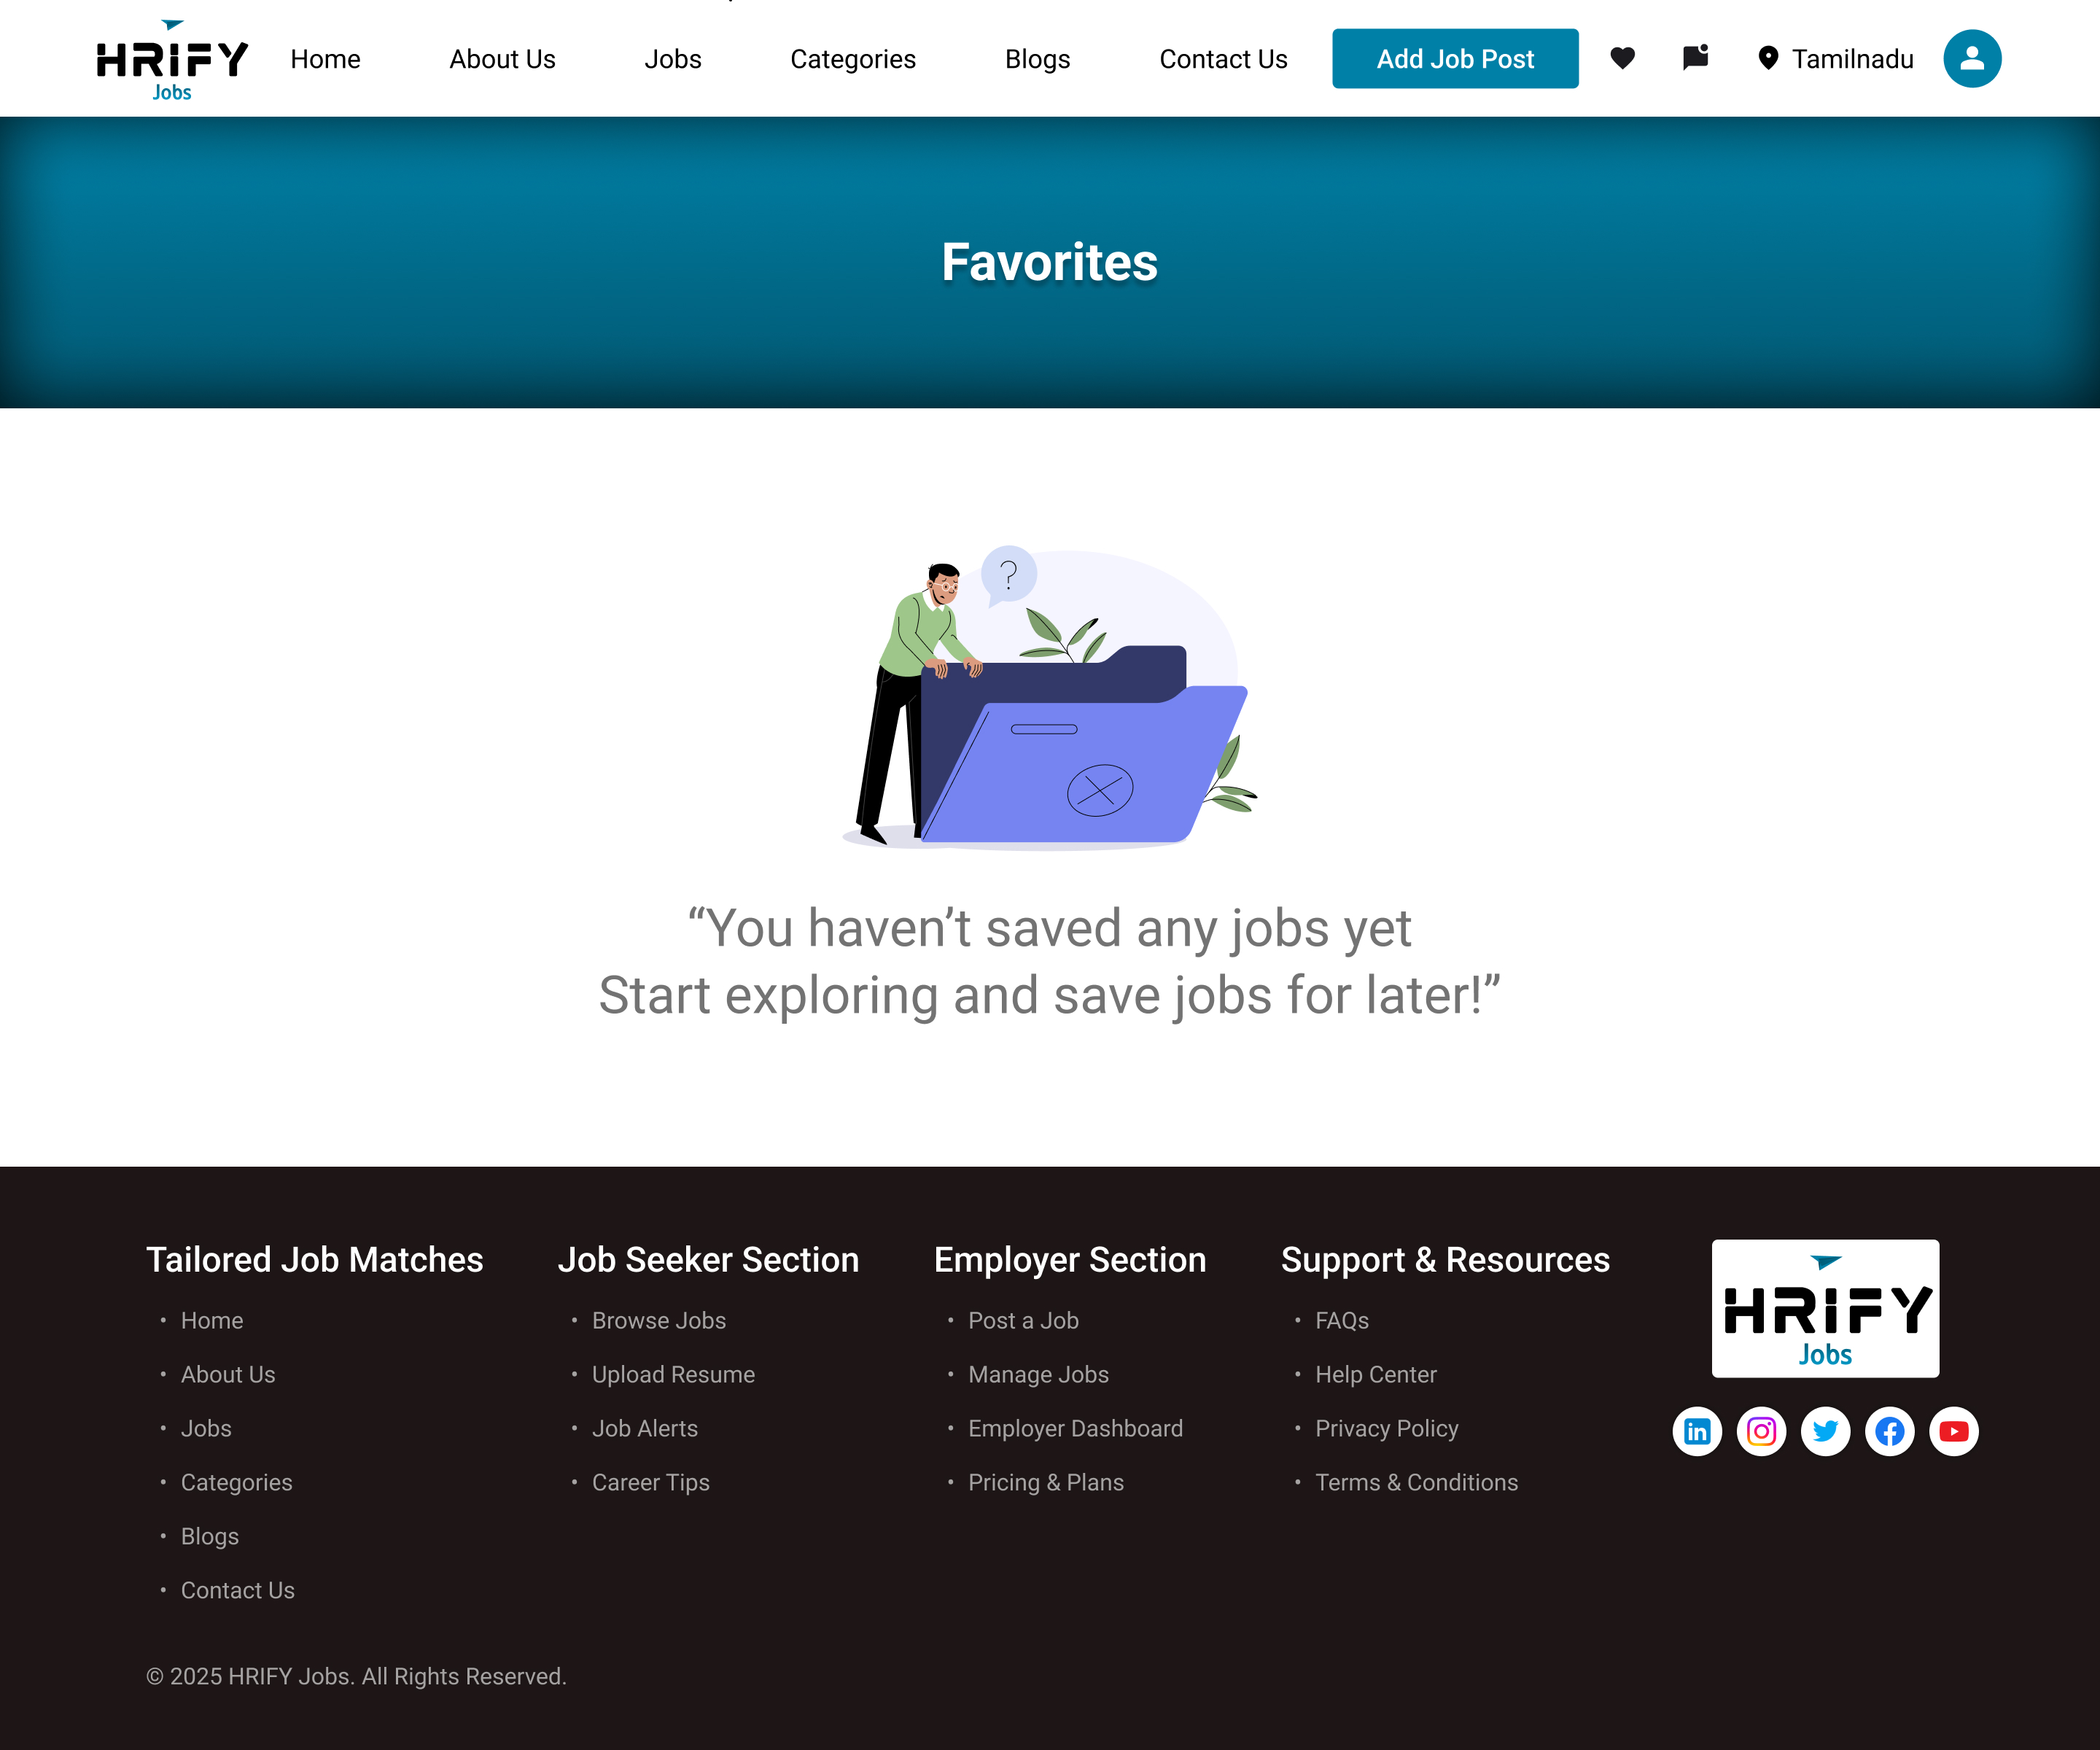 HRIFY
Jobs
Home
About Us
Jobs
Categories
Blogs
Contact Us
Add Job Post
Tamilnadu
Favorites
?
“You haven’t saved any jobs yet
Start exploring and save jobs for later!”
Tailored Job Matches
• Home
• About Us
• Jobs
• Categories
• Blogs
• Contact Us
Job Seeker Section
• Browse Jobs
• Upload Resume
• Job Alerts
• Career Tips
Employer Section
• Post a Job
• Manage Jobs
• Employer Dashboard
• Pricing & Plans
Support & Resources
• FAQs
• Help Center
• Privacy Policy
• Terms & Conditions
HRIFY
Jobs
in
© 2025 HRIFY Jobs. All Rights Reserved.